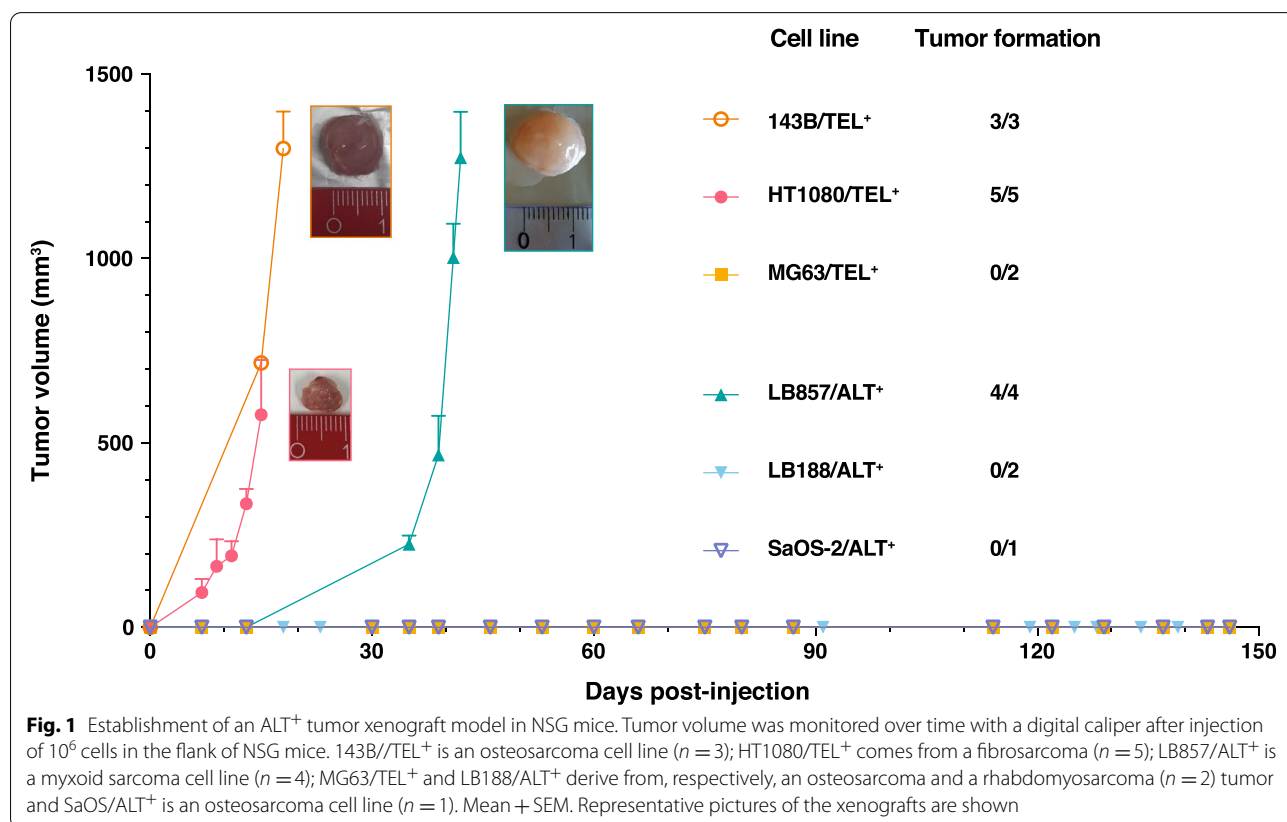 Cell line Tumor formation
1500
1000
500
0
Tumor volume (mm³)
143B/TEL⁺ 3/3
HT1080/TEL⁺ 5/5
MG63/TEL⁺ 0/2
LB857/ALT⁺ 4/4
LB188/ALT⁺ 0/2
SaOS-2/ALT⁺ 0/1
0 1
0 1
0 1
0 30 60 90 120 150
Days post-injection
Fig. 1 Establishment of an ALT⁺ tumor xenograft model in NSG mice. Tumor volume was monitored over time with a digital caliper after injection
of 10⁶ cells in the flank of NSG mice. 143B//TEL⁺ is an osteosarcoma cell line (n = 3); HT1080/TEL⁺ comes from a fibrosarcoma (n = 5); LB857/ALT⁺ is
a myxoid sarcoma cell line (n = 4); MG63/TEL⁺ and LB188/ALT⁺ derive from, respectively, an osteosarcoma and a rhabdomyosarcoma (n = 2) tumor
and SaOS/ALT⁺ is an osteosarcoma cell line (n = 1). Mean + SEM. Representative pictures of the xenografts are shown